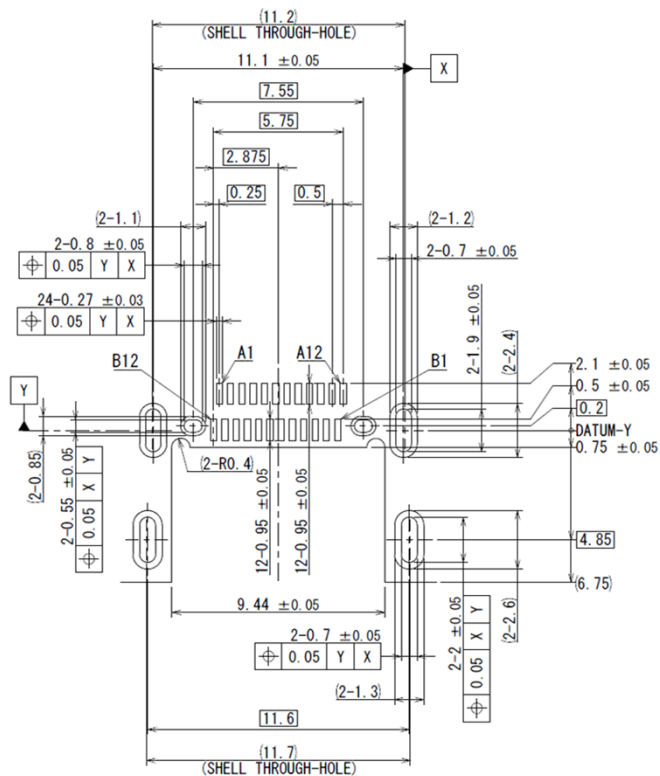 (11.2)
(SHELL THROUGH-HOLE)
11.1 ±0.05
X
7.55
5.75
2.875
0.25
0.5
(2-1.1)
(2-1.2)
2-0.8 ±0.05
0.05 Y X
2-0.7 ±0.05
24-0.27 ±0.03
0.05 Y X
2-1.9 ±0.05
(2-2.4)
B12
A1
A12
B1
2.1 ±0.05
0.5 ±0.05
0.2
DATUM-Y
0.75 ±0.05
Y
(2-0.85)
2-0.55 ±0.05
0.05 X Y
(2-R0.4)
12-0.95 ±0.05
12-0.95 ±0.05
4.85
(6.75)
9.44 ±0.05
2-0.7 ±0.05
0.05 Y X
(2-1.3)
2-2 ±0.05
0.05 X Y
(2-2.6)
11.6
(11.7)
(SHELL THROUGH-HOLE)